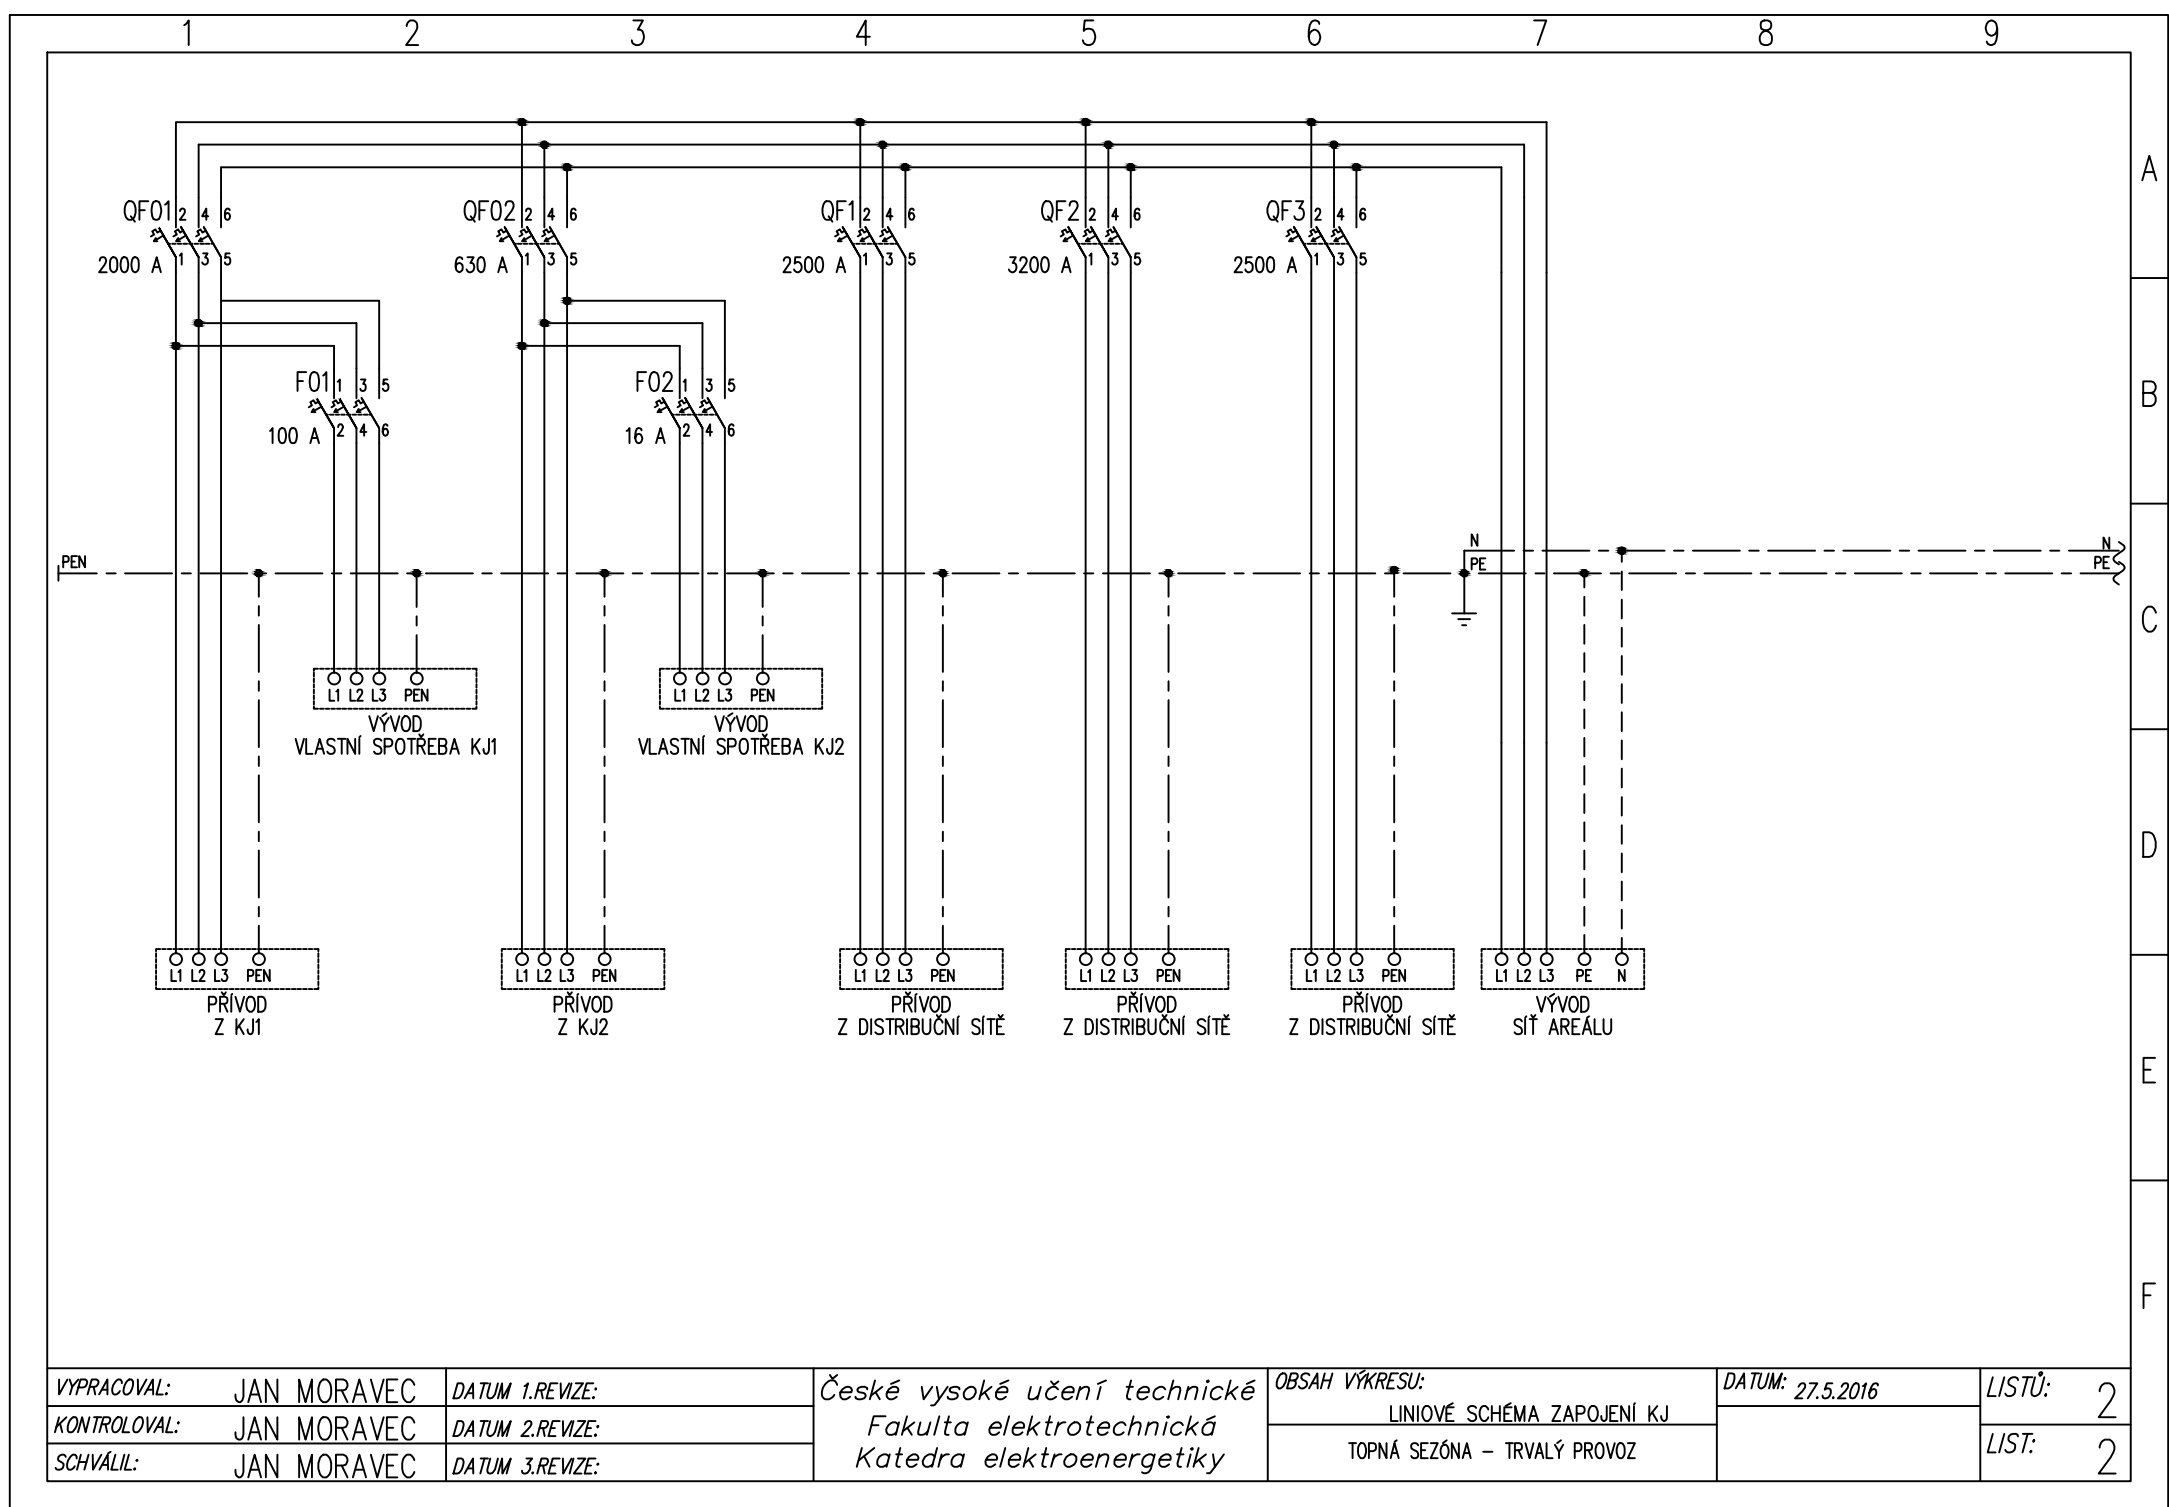 1 2 3 4 5 6 7 8 9
A
B
C
D
E
F
QF01 2 4 6
2000 A 1 3 5
QF02 2 4 6
630 A 1 3 5
QF1 2 4 6
2500 A 1 3 5
QF2 2 4 6
3200 A 1 3 5
QF3 2 4 6
2500 A 1 3 5
F01 1 3 5
100 A 2 4 6
F02 1 3 5
16 A 2 4 6
PEN
N
PE
N
PE
L1 L2 L3 PEN
VÝVOD
VLASTNÍ SPOTŘEBA KJ1
L1 L2 L3 PEN
VÝVOD
VLASTNÍ SPOTŘEBA KJ2
L1 L2 L3 PEN
PŘÍVOD
Z KJ1
L1 L2 L3 PEN
PŘÍVOD
Z KJ2
L1 L2 L3 PEN
PŘÍVOD
Z DISTRIBUČNÍ SÍTĚ
L1 L2 L3 PEN
PŘÍVOD
Z DISTRIBUČNÍ SÍTĚ
L1 L2 L3 PEN
PŘÍVOD
Z DISTRIBUČNÍ SÍTĚ
L1 L2 L3 PE N
VÝVOD
SÍŤ AREÁLU
VYPRACOVAL: JAN MORAVEC
KONTROLOVAL: JAN MORAVEC
SCHVÁLIL: JAN MORAVEC
DATUM 1.REVIZE:
DATUM 2.REVIZE:
DATUM 3.REVIZE:
České vysoké učení technické
Fakulta elektrotechnická
Katedra elektroenergetiky
OBSAH VÝKRESU:
LINIOVÉ SCHÉMA ZAPOJENÍ KJ
TOPNÁ SEZÓNA – TRVALÝ PROVOZ
DATUM: 27.5.2016
LISTŮ: 2
LIST: 2